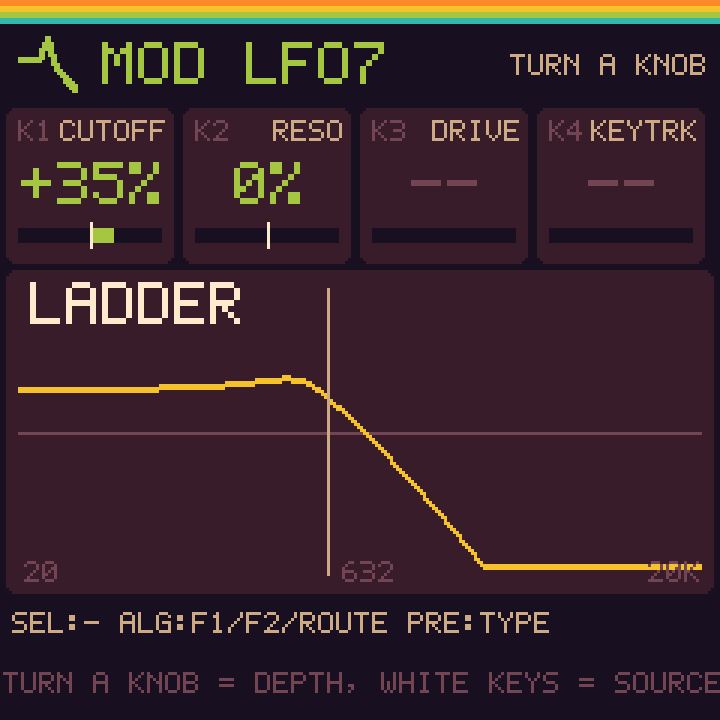 MOD LFO7
TURN A KNOB
K1 CUTOFF
+35%
K2 RESO
0%
K3 DRIVE
--
K4 KEYTRK
--
LADDER
20
632
20K
SEL:- ALG:F1/F2/ROUTE PRE:TYPE
TURN A KNOB = DEPTH, WHITE KEYS = SOURCE